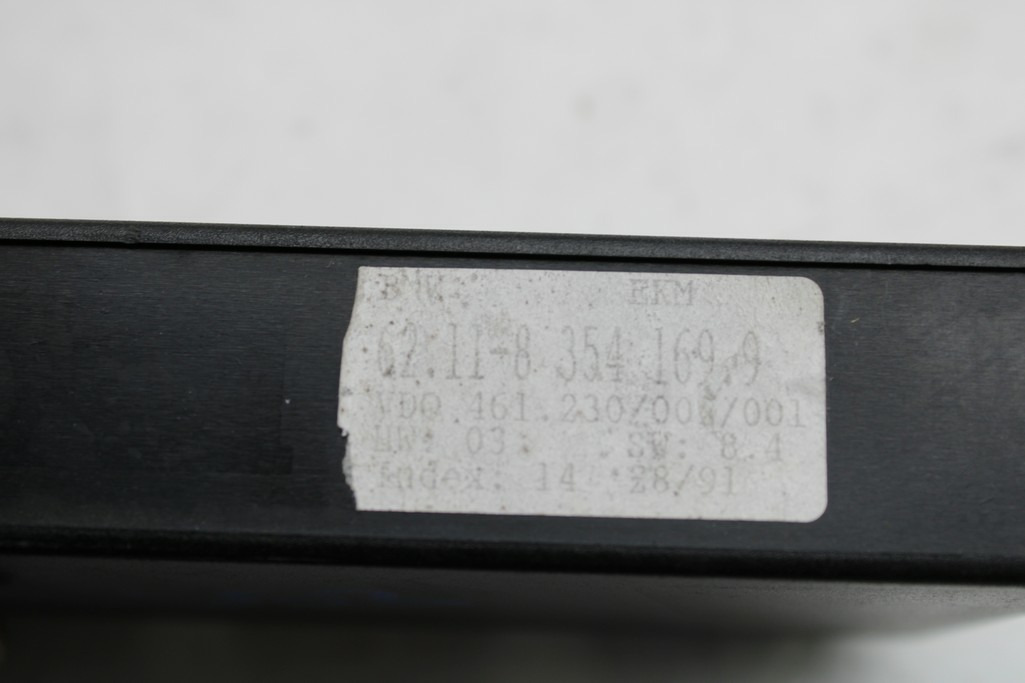 BMW: EKM
62.11-8 354 169.9
VDO 461.230/006/001
HW: 03 SW: 8.4
Index: 14 28/91